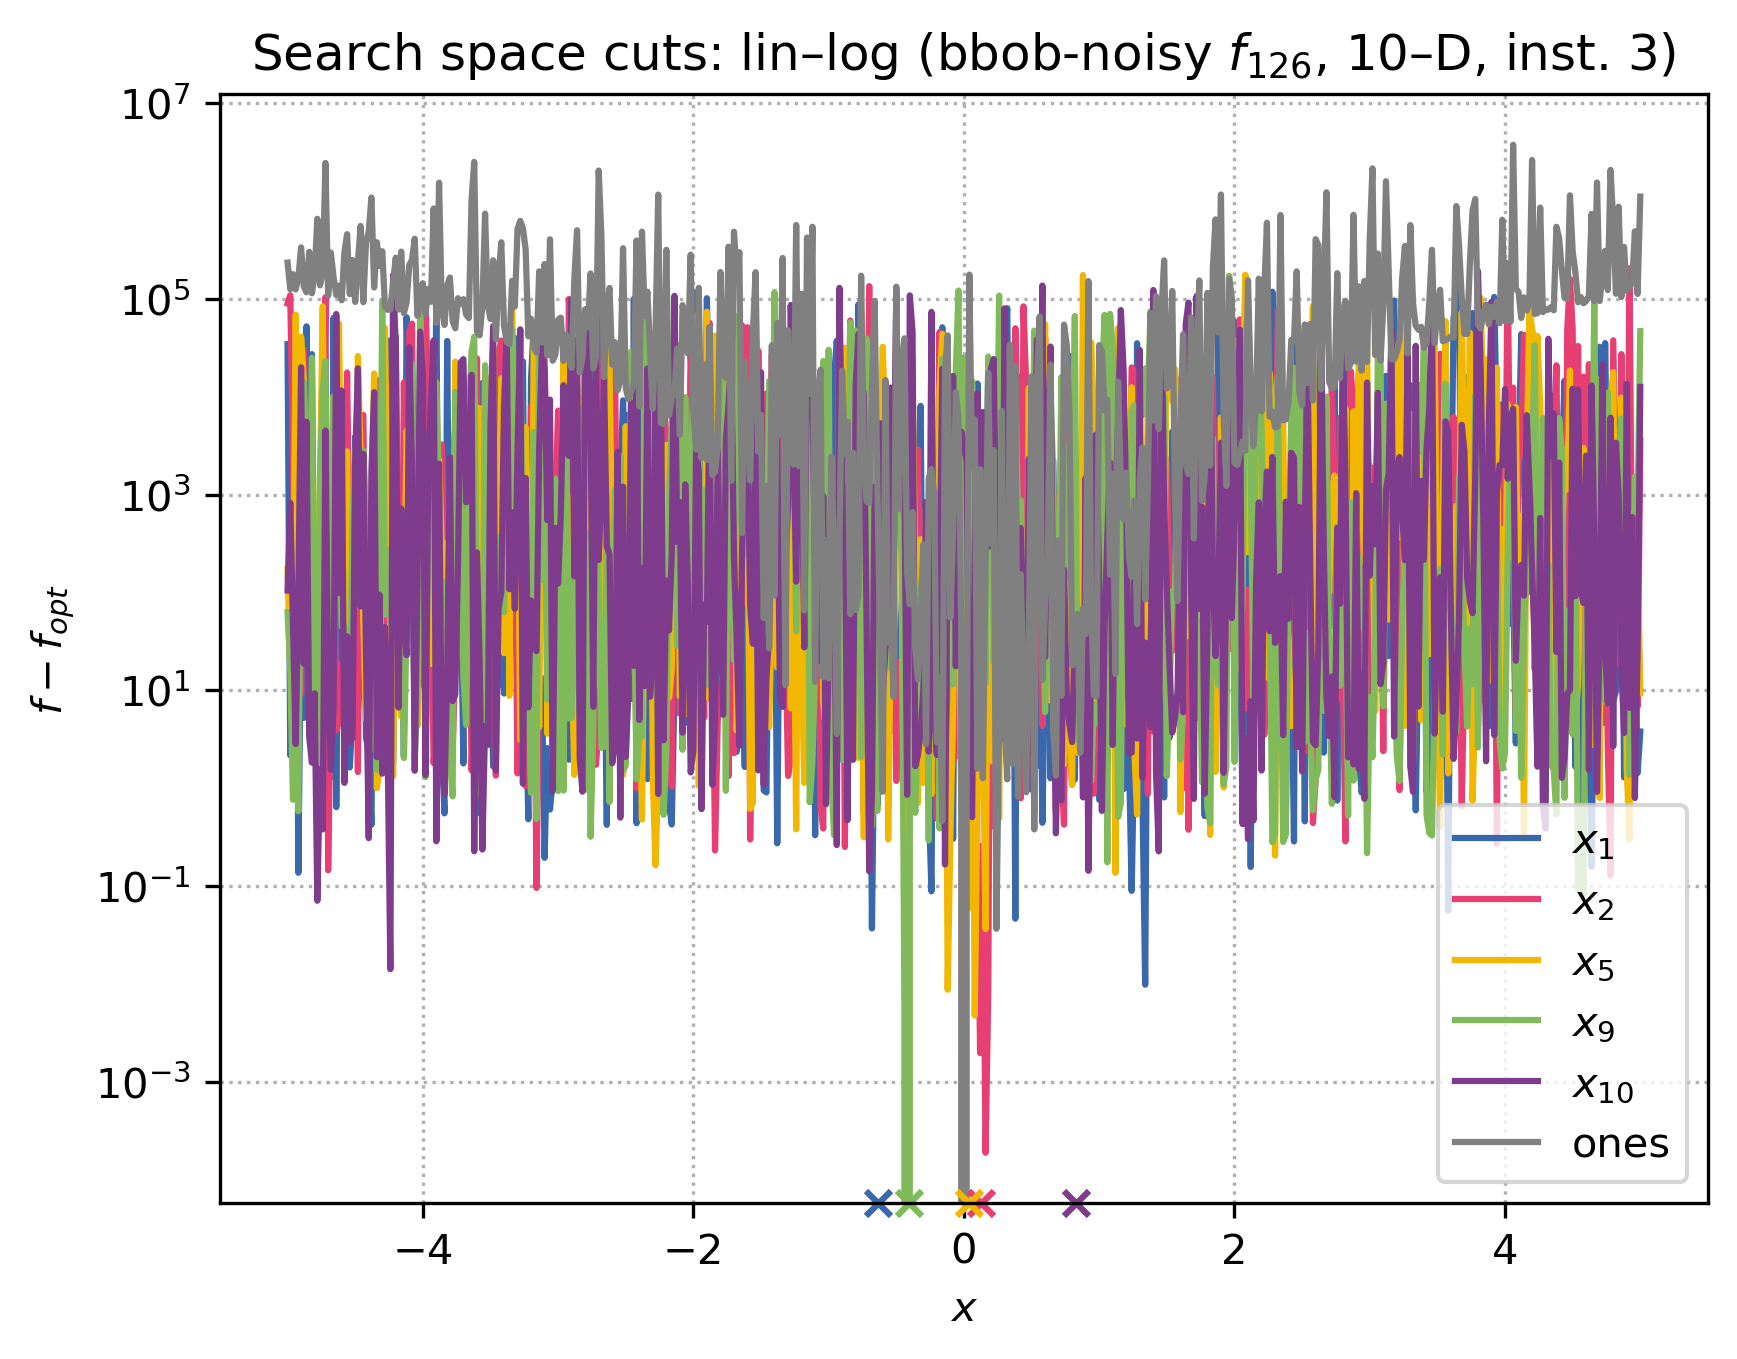 Search space cuts: lin–log (bbob-noisy f126, 10–D, inst. 3)
10^7
10^5
10^3
10^1
10^−1
10^−3
f − fopt
x1
x2
x5
x9
x10
ones
−4 −2 0 2 4
x